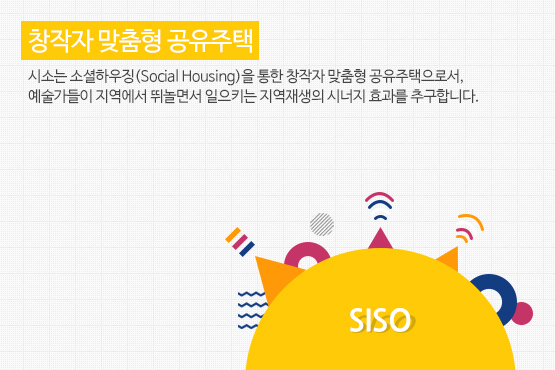 창작자 맞춤형 공유주택
시소는 소셜하우징(Social Housing)을 통한 창작자 맞춤형 공유주택으로서,
예술가들이 지역에서 뛰놀면서 일으키는 지역재생의 시너지 효과를 추구합니다.
SISO